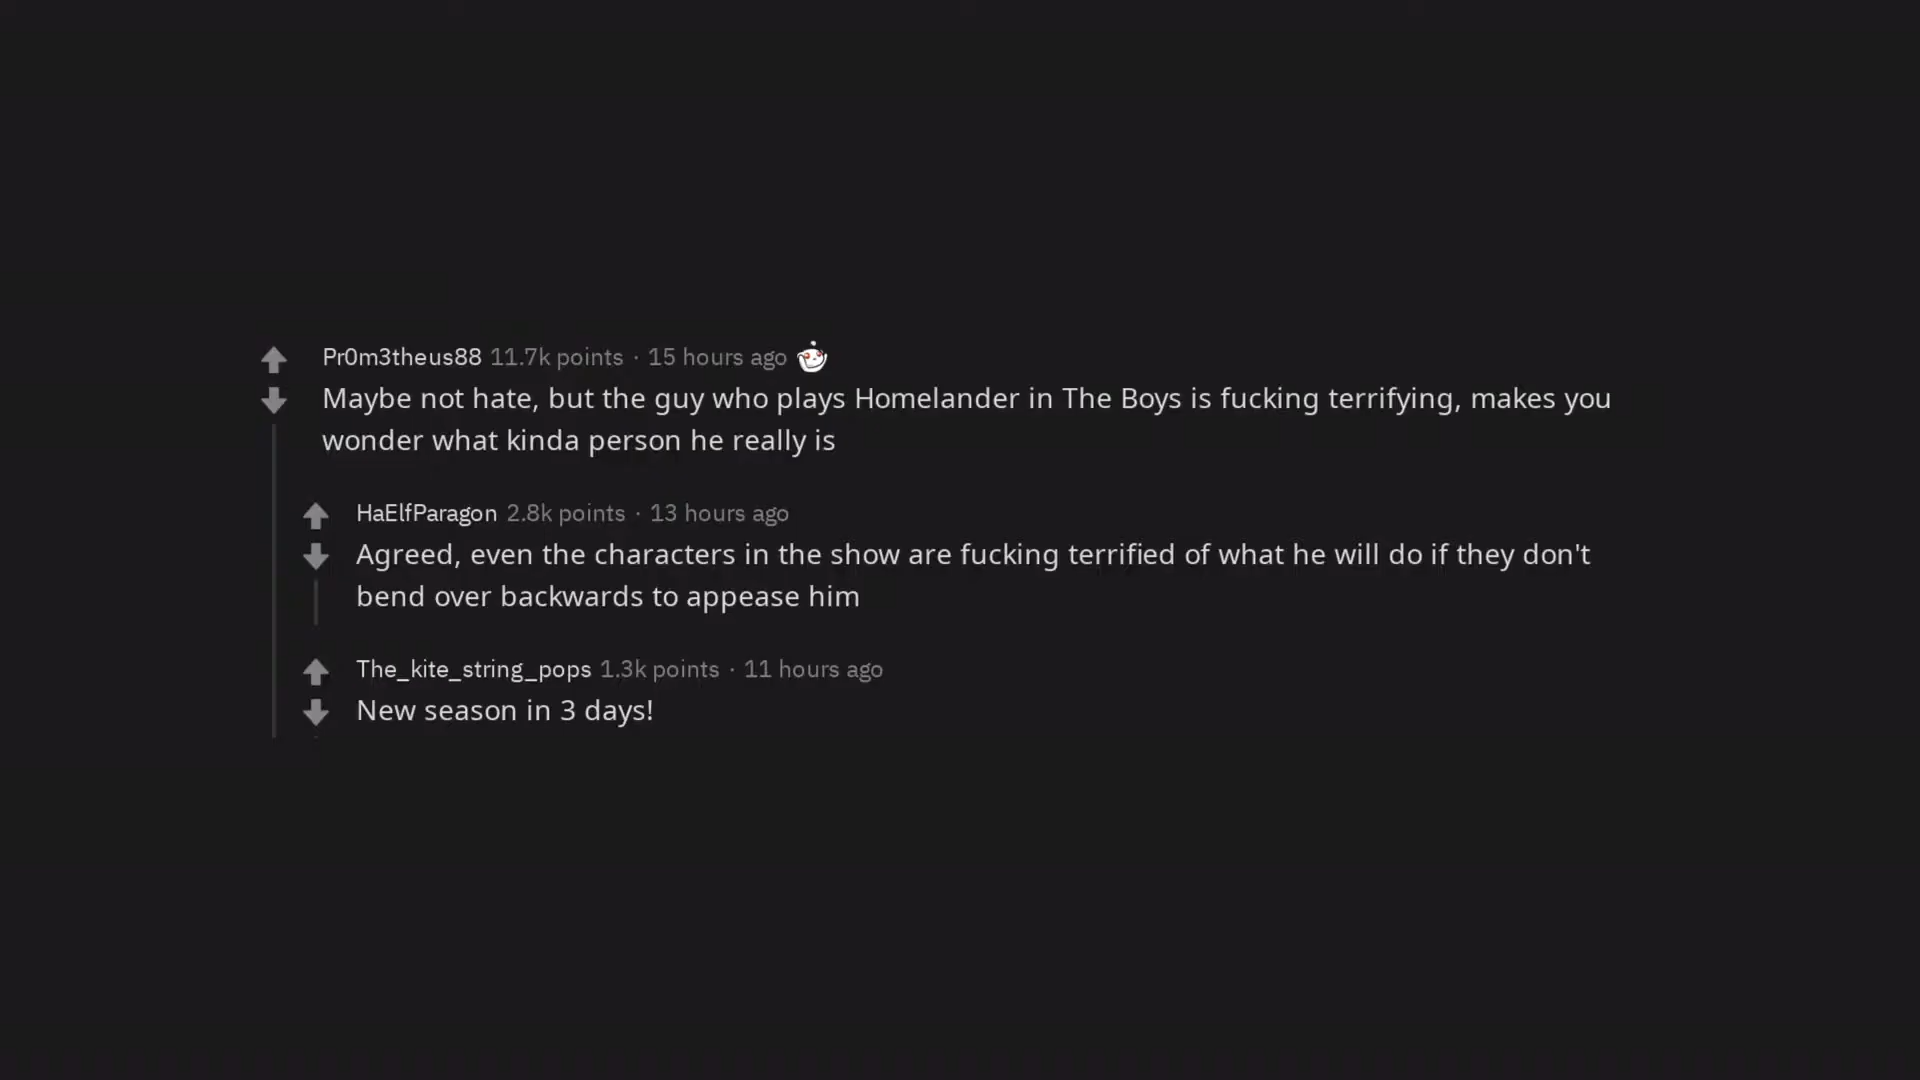 Pr0m3theus88 11.7k points · 15 hours ago
Maybe not hate, but the guy who plays Homelander in The Boys is fucking terrifying, makes you
wonder what kinda person he really is
HaElfParagon 2.8k points · 13 hours ago
Agreed, even the characters in the show are fucking terrified of what he will do if they don't
bend over backwards to appease him
The_kite_string_pops 1.3k points · 11 hours ago
New season in 3 days!